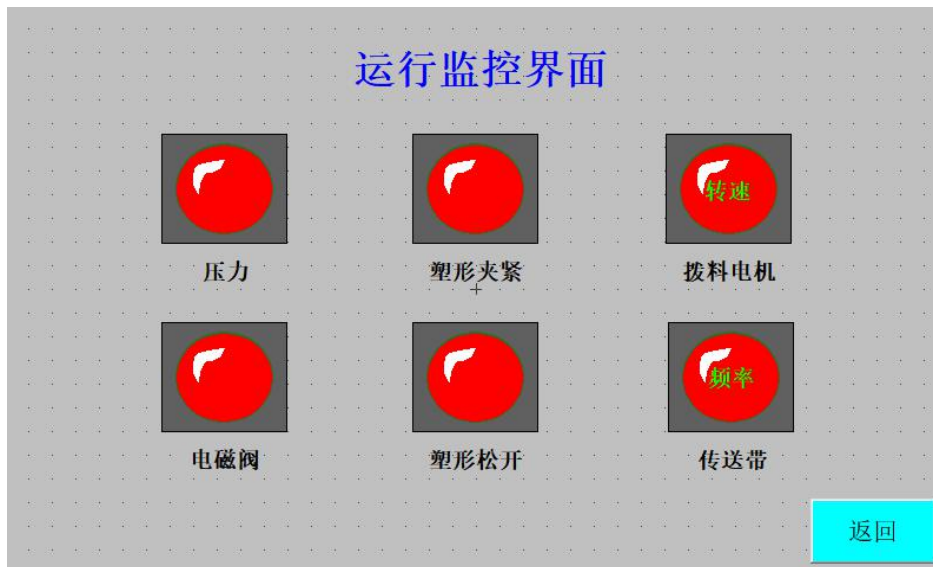 运行监控界面
转速
压力
塑形夹紧
拨料电机
频率
电磁阀
塑形松开
传送带
返回